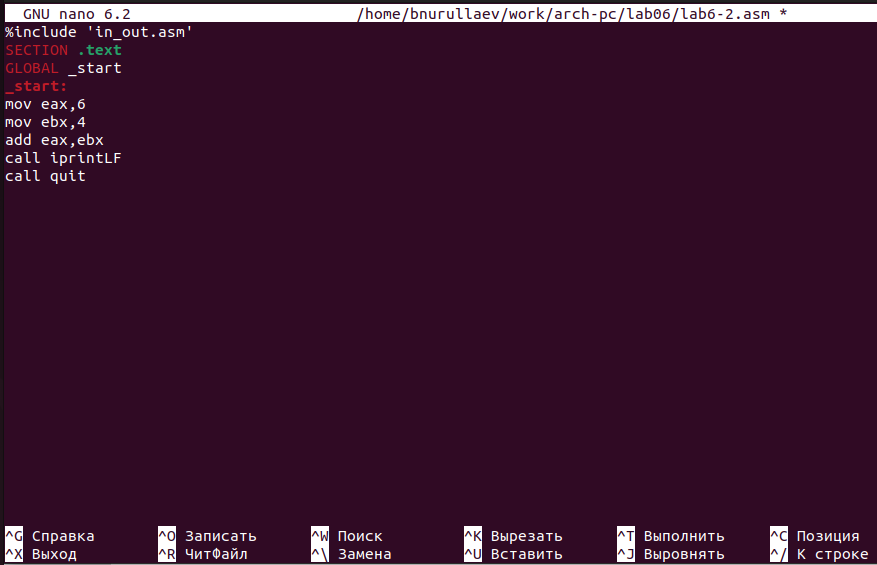 GNU nano 6.2 /home/bnurullaev/work/arch-pc/lab06/lab6-2.asm *
%include 'in_out.asm'
SECTION .text
GLOBAL _start
_start:
mov eax,6
mov ebx,4
add eax,ebx
call iprintLF
call quit
^G Справка ^O Записать ^W Поиск ^K Вырезать ^T Выполнить ^C Позиция
^X Выход ^R ЧитФайл ^\ Замена ^U Вставить ^J Выровнять ^/ К строке